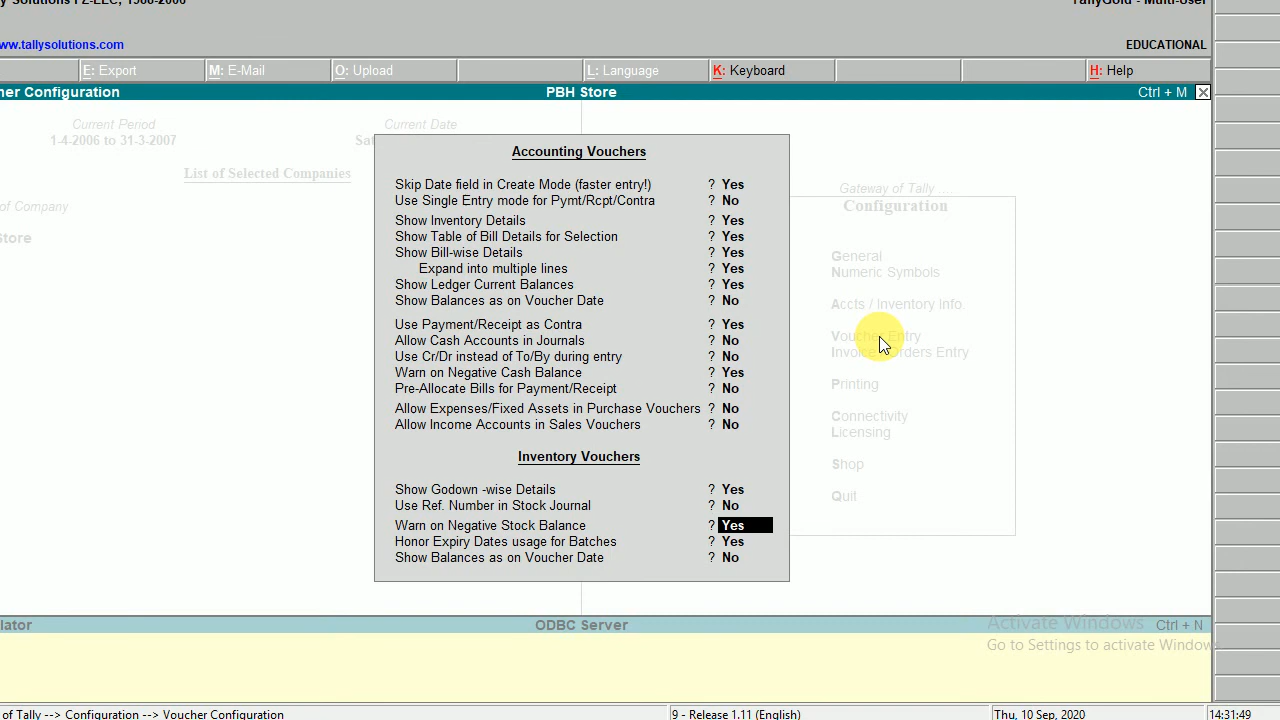 y Solutions FZ-LLC, 1988-2006
TallyGold - Multi-User
ww.tallysolutions.com
EDUCATIONAL
E: Export
M: E-Mail
O: Upload
L: Language
K: Keyboard
H: Help
her Configuration
PBH Store
Ctrl + M
Current Period
Current Date
1-4-2006 to 31-3-2007
Sat
List of Selected Companies
of Company
Store
Accounting Vouchers
Skip Date field in Create Mode (faster entry!) ? Yes
Use Single Entry mode for Pymt/Rcpt/Contra ? No
Show Inventory Details ? Yes
Show Table of Bill Details for Selection ? Yes
Show Bill-wise Details ? Yes
Expand into multiple lines ? Yes
Show Ledger Current Balances ? Yes
Show Balances as on Voucher Date ? No
Use Payment/Receipt as Contra ? Yes
Allow Cash Accounts in Journals ? No
Use Cr/Dr instead of To/By during entry ? No
Warn on Negative Cash Balance ? Yes
Pre-Allocate Bills for Payment/Receipt ? No
Allow Expenses/Fixed Assets in Purchase Vouchers ? No
Allow Income Accounts in Sales Vouchers ? No
Inventory Vouchers
Show Godown -wise Details ? Yes
Use Ref. Number in Stock Journal ? No
Warn on Negative Stock Balance ? Yes
Honor Expiry Dates usage for Batches ? Yes
Show Balances as on Voucher Date ? No
Gateway of Tally ....
Configuration
General
Numeric Symbols
Accts / Inventory Info.
Voucher Entry
Invoice Orders Entry
Printing
Connectivity
Licensing
Shop
Quit
lator
ODBC Server
Ctrl + N
Activate Windows
Go to Settings to activate Windows.
of Tally --> Configuration --> Voucher Configuration
9 - Release 1.11 (English)
Thu, 10 Sep, 2020
14:31:49